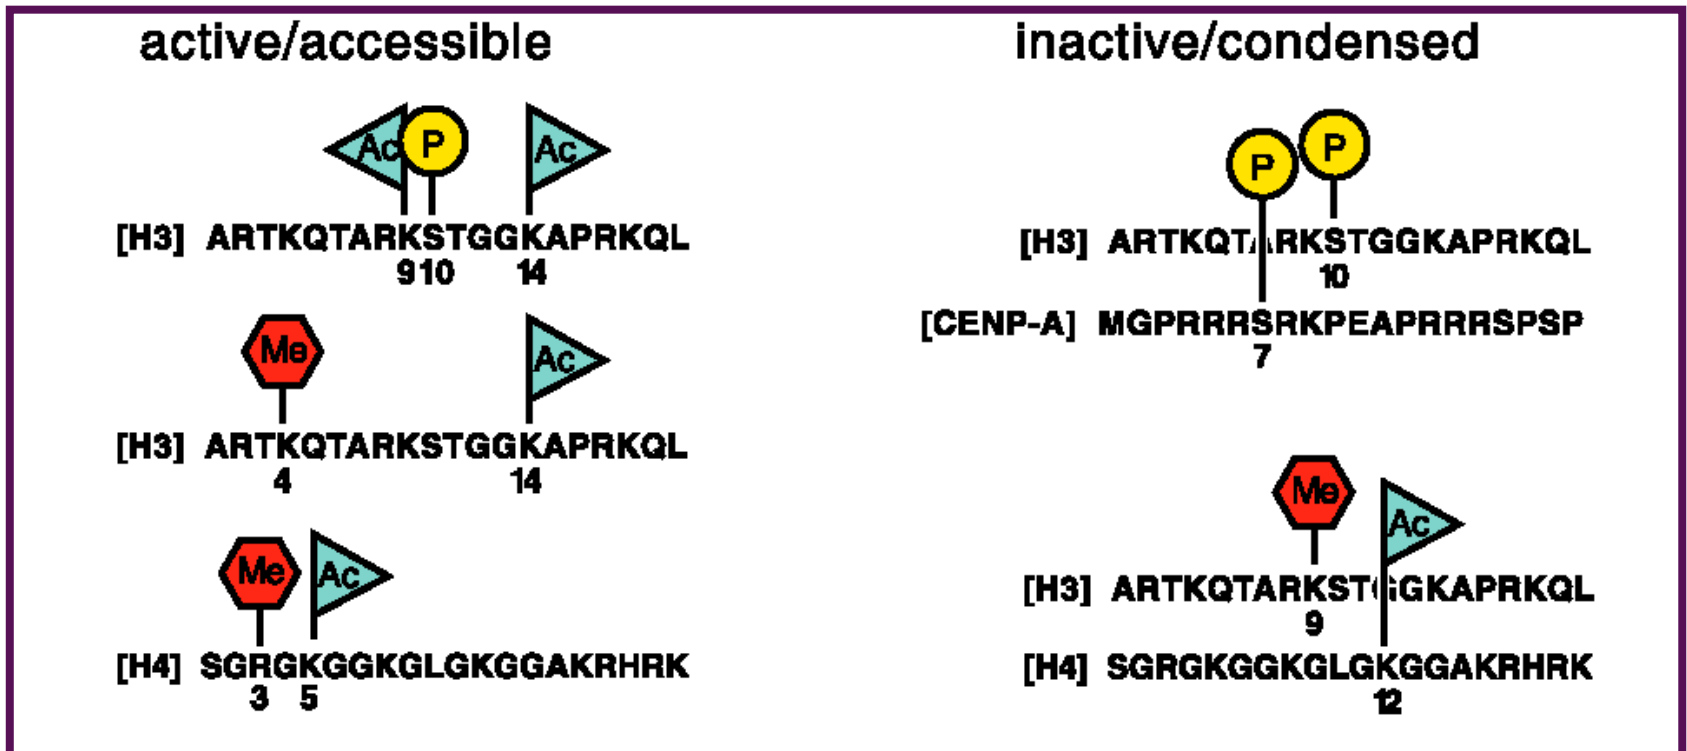 active/accessible
Ac P Ac
[H3] ARTKQTARKSTGGKAPRKQL
9 10 14
Me Ac
[H3] ARTKQTARKSTGGKAPRKQL
4 14
Me Ac
[H4] SGRGKGGKGLGKGGAKRHRK
3 5
inactive/condensed
P P
[H3] ARTKQTARKSTGGKAPRKQL
10
[CENP-A] MGPRRRSRKPEAPRRRSPSP
7
Me Ac
[H3] ARTKQTARKSTGGKAPRKQL
9
[H4] SGRGKGGKGLGKGGAKRHRK
12